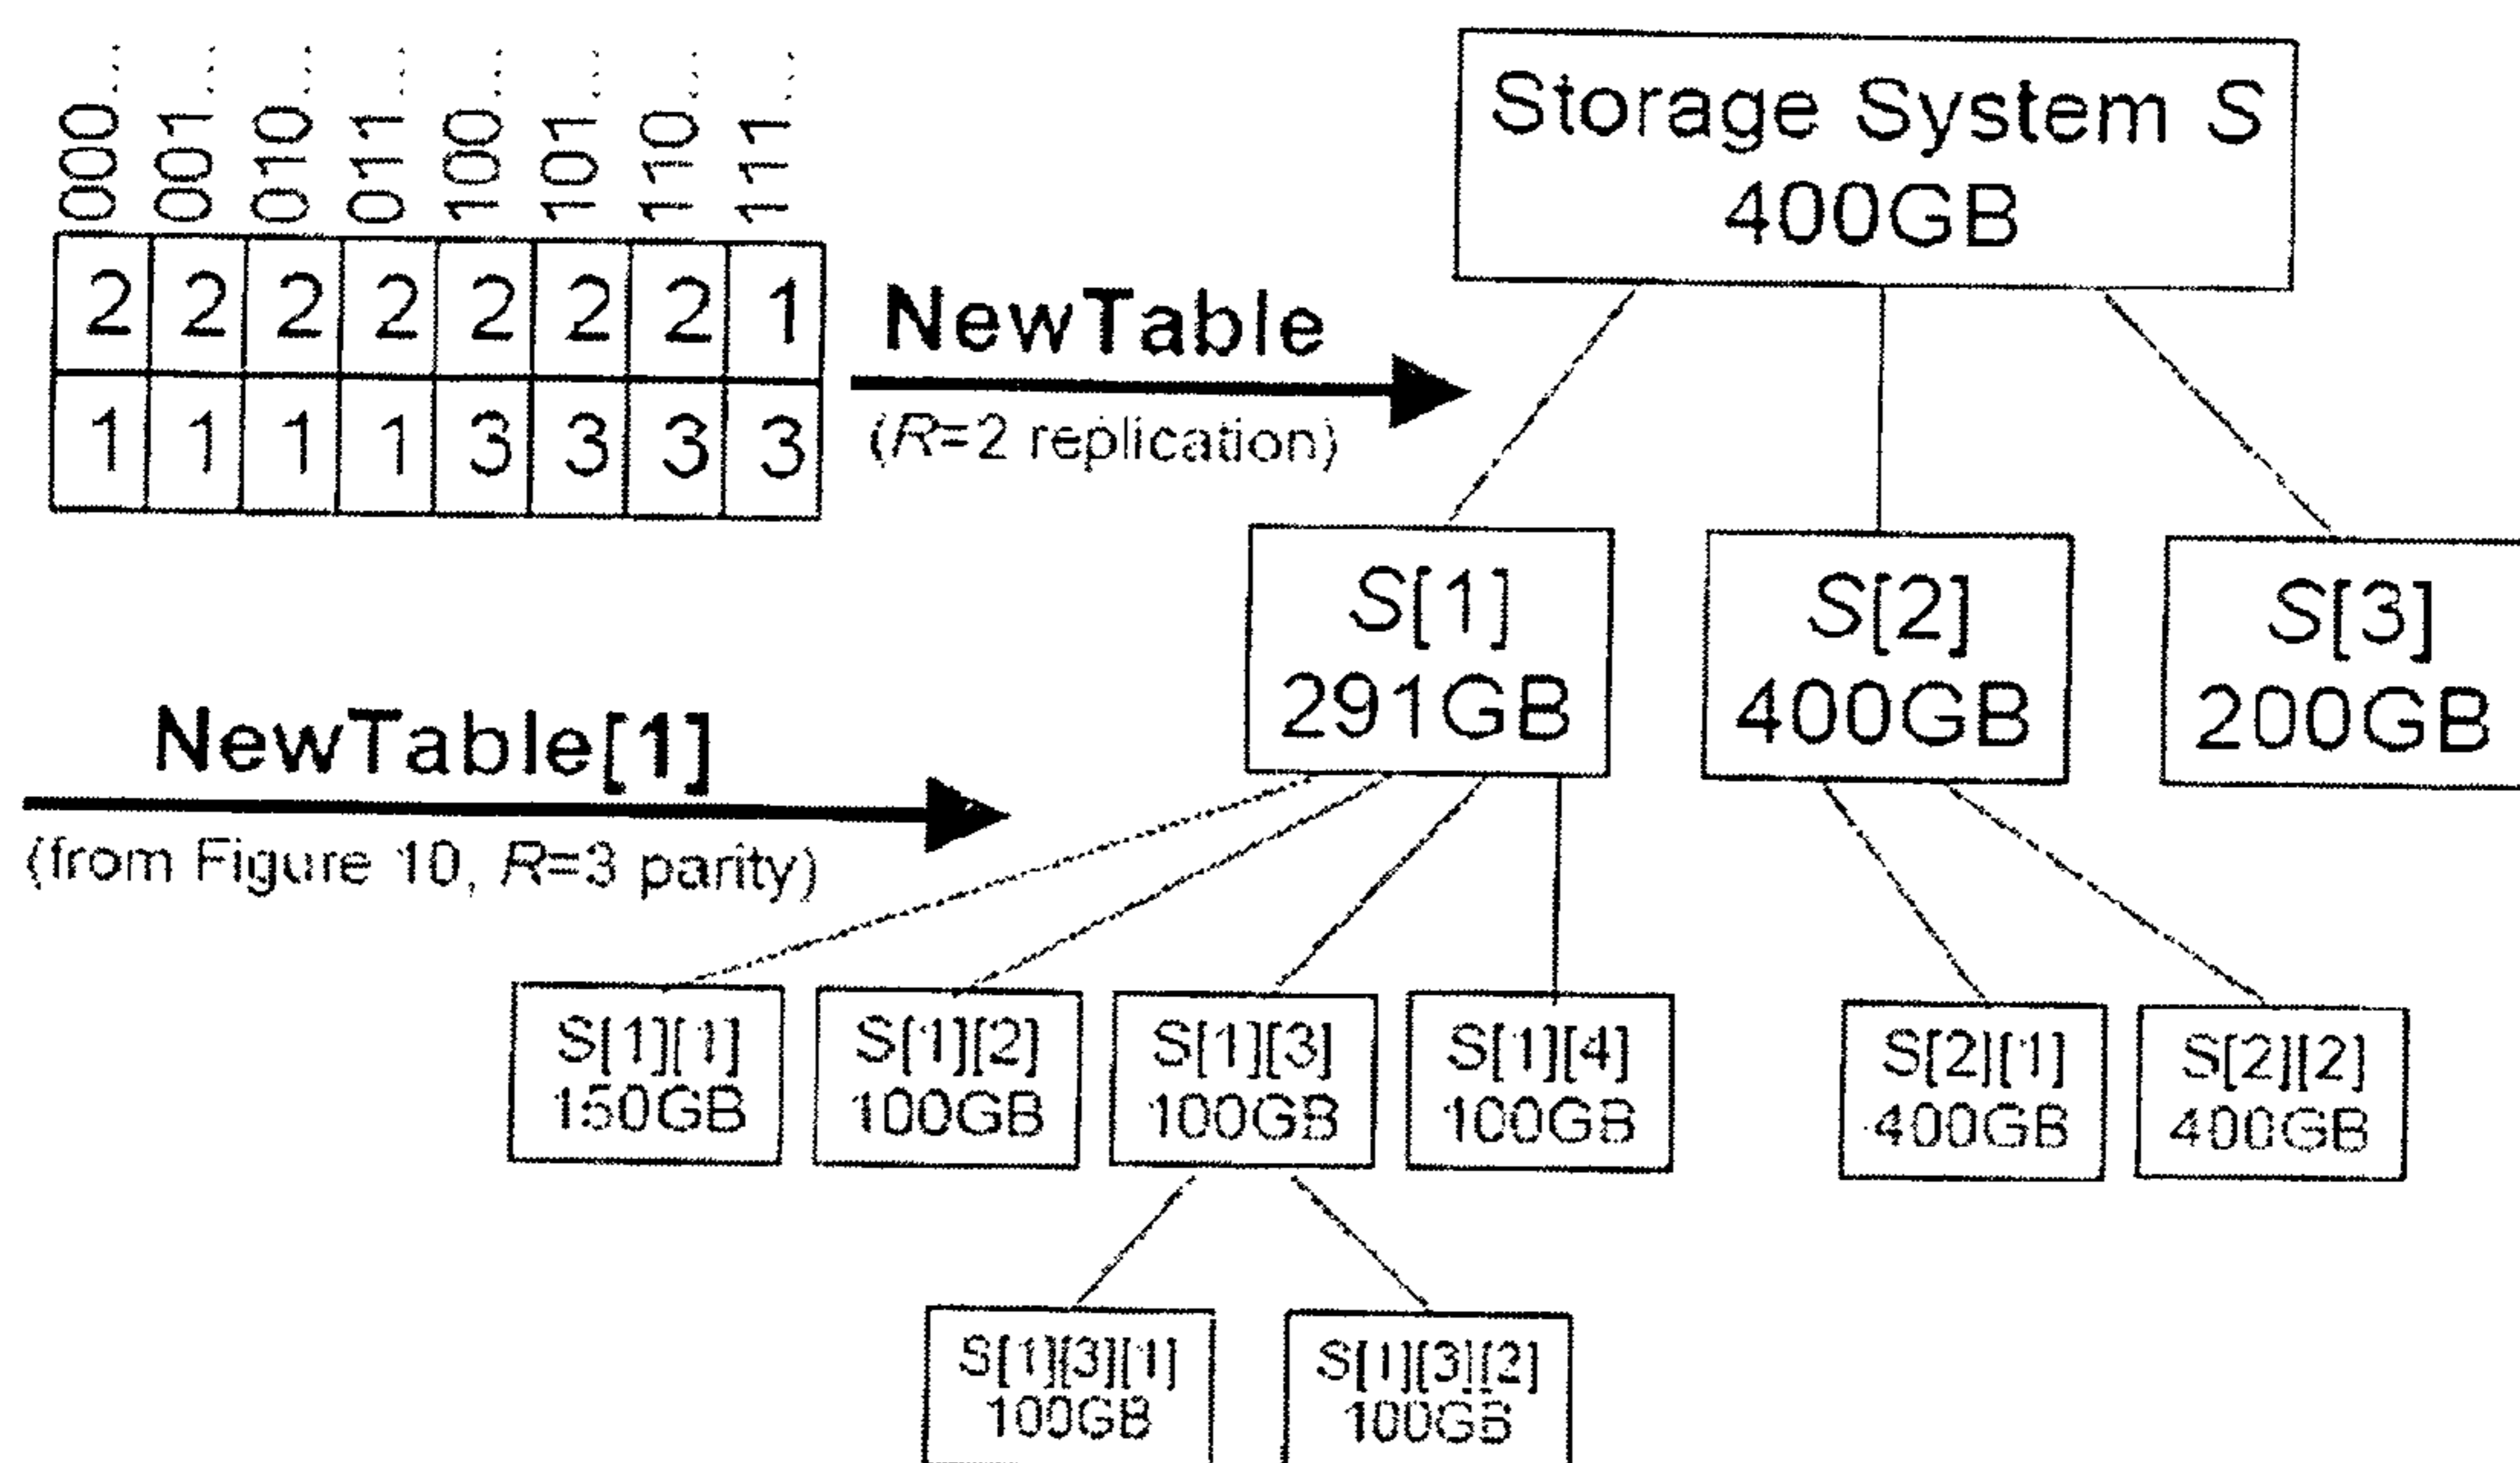 000...
001...
010...
011...
100...
101...
110...
111...
2 2 2 2 2 2 2 1
1 1 1 1 3 3 3 3
NewTable
(R=2 replication)
Storage System S
400GB
S[1]
291GB
S[2]
400GB
S[3]
200GB
NewTable[1]
(from Figure 10, R=3 parity)
S[1][1]
150GB
S[1][2]
100GB
S[1][3]
100GB
S[1][4]
100GB
S[2][1]
400GB
S[2][2]
400GB
S[1][3][1]
100GB
S[1][3][2]
100GB